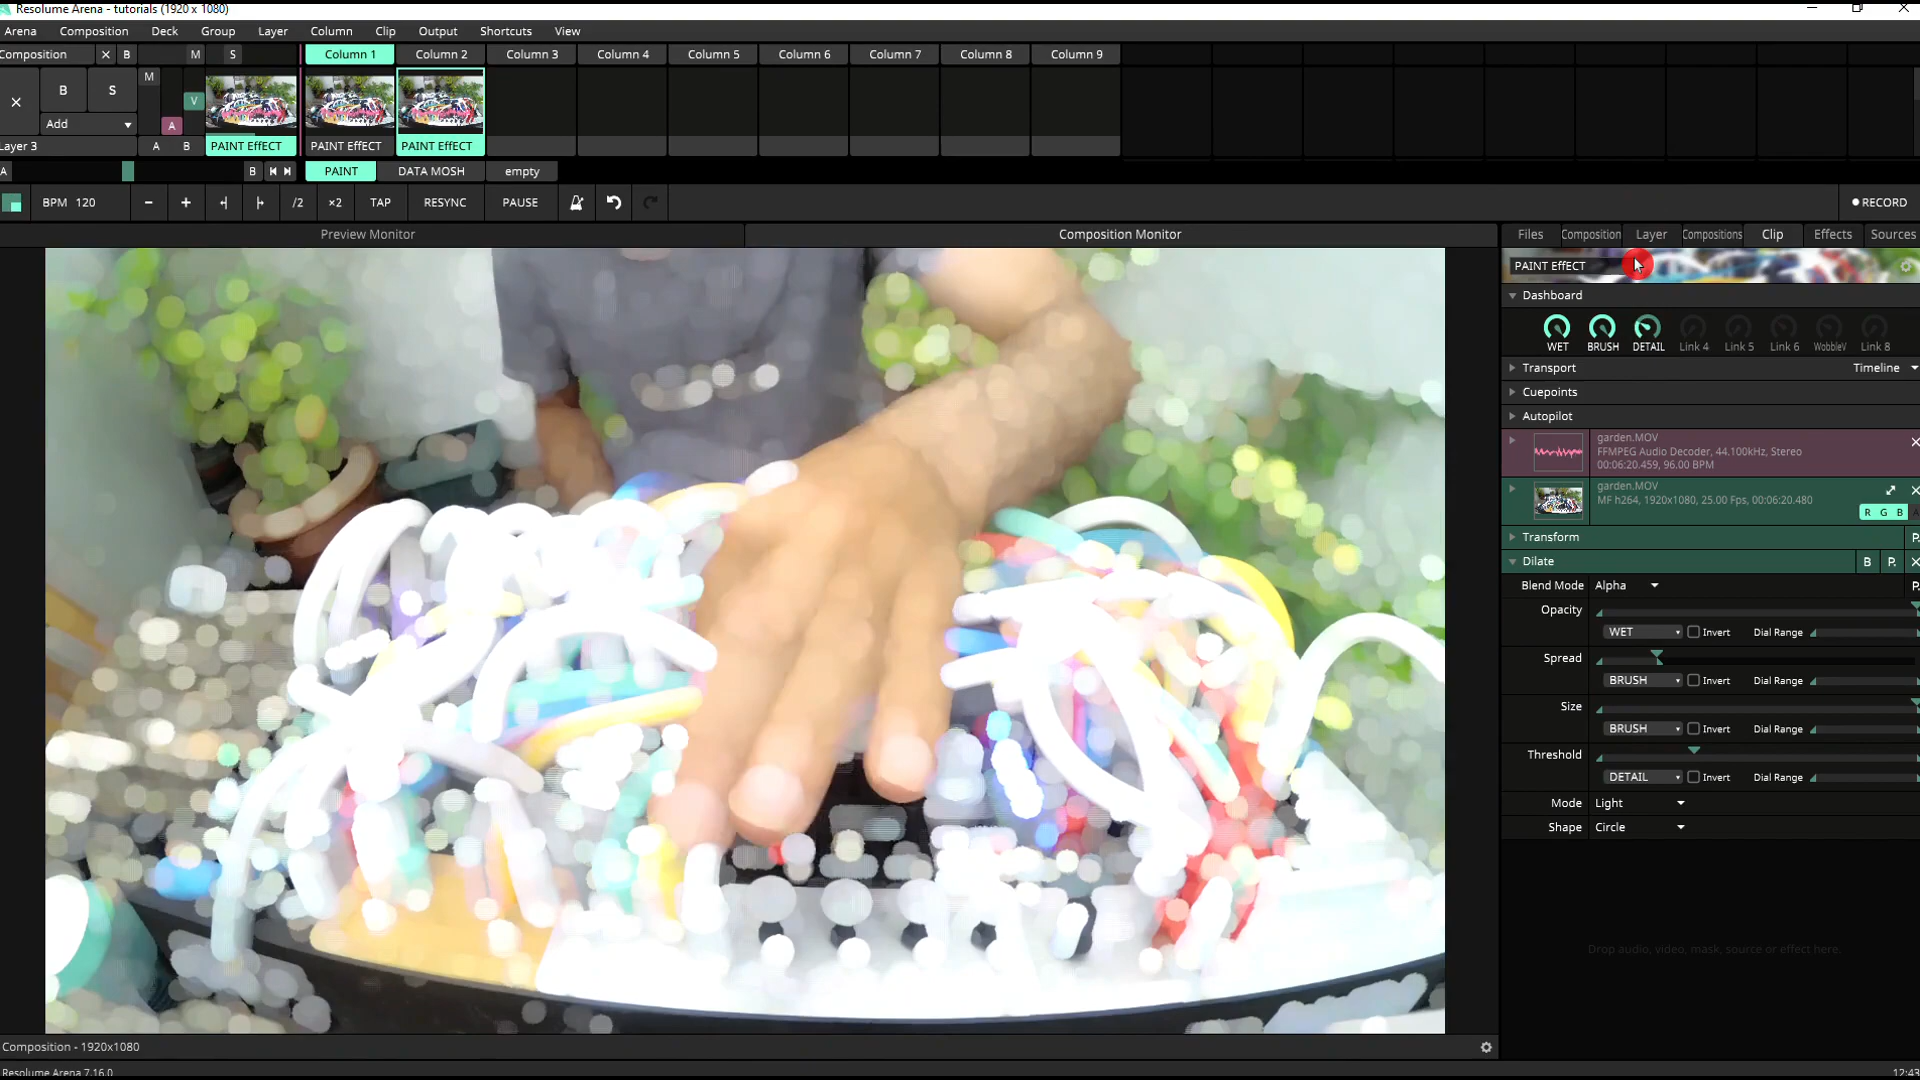 Resolume Arena - tutorials (1920 x 1080)
Arena Composition Deck Group Layer Column Clip Output Shortcuts View
Composition × B M S Column 1 Column 2 Column 3 Column 4 Column 5 Column 6 Column 7 Column 8 Column 9
B S M V
Add A
Layer 3 A B PAINT EffECT PAINT EffECT PAINT EffECT
A B PAINT DATA MOSH empty
BPM 120 − + /2 ×2 TAP RESYNC PAUSE RECORD
Preview Monitor Composition Monitor
Files Composition Layer Compositions Clip Effects Sources
PAINT EffECT
Dashboard
WET BRUSH DETAIL Link 4 Link 5 Link 6 WobbleV Link 8
Transport Timeline
Cuepoints
Autopilot
garden.MOV
FFMPEG Audio Decoder, 44.100kHz, Stereo
00:06:20.459, 96.00 BPM
garden.MOV
MF h264, 1920x1080, 25.00 Fps, 00:06:20.480
R G B A
Transform P.
Dilate B P.
Blend Mode Alpha P.
Opacity
WET Invert Dial Range
Spread
BRUSH Invert Dial Range
Size
BRUSH Invert Dial Range
Threshold
DETAIL Invert Dial Range
Mode Light
Shape Circle
Drop audio, video, mask, source or effect here.
Composition - 1920x1080
Resolume Arena 7.16.0 12:43